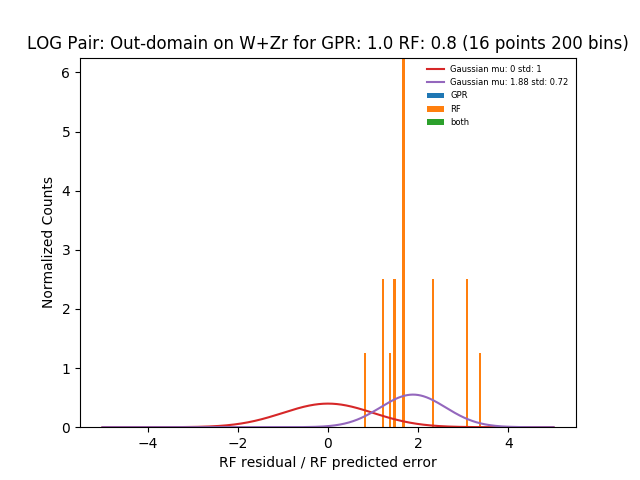 LOG Pair: Out-domain on W+Zr for GPR: 1.0 RF: 0.8 (16 points 200 bins)
Gaussian mu: 0 std: 1
Gaussian mu: 1.88 std: 0.72
GPR
RF
both
Normalized Counts
6
5
4
3
2
1
0
−4 −2 0 2 4
RF residual / RF predicted error